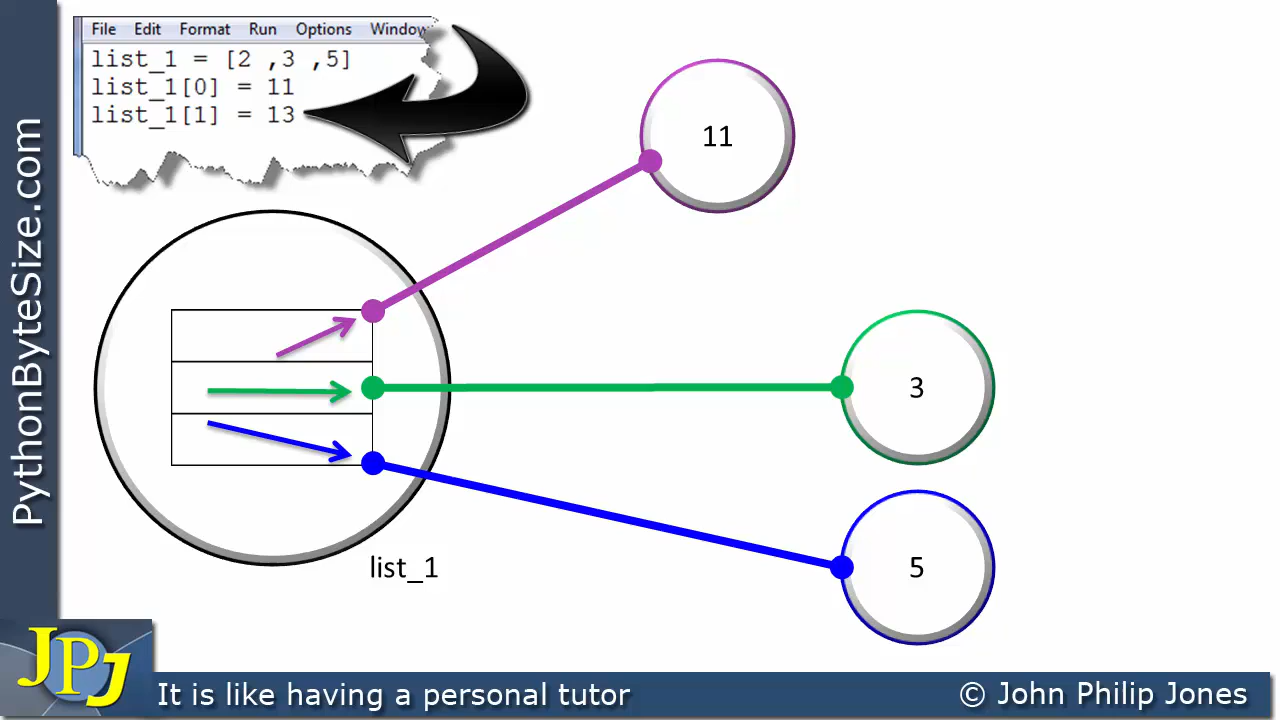 File Edit Format Run Options Window
list_1 = [2 ,3 ,5]
list_1[0] = 11
list_1[1] = 13
11
3
5
list_1
PythonByteSize.com
JPJ
It is like having a personal tutor
© John Philip Jones